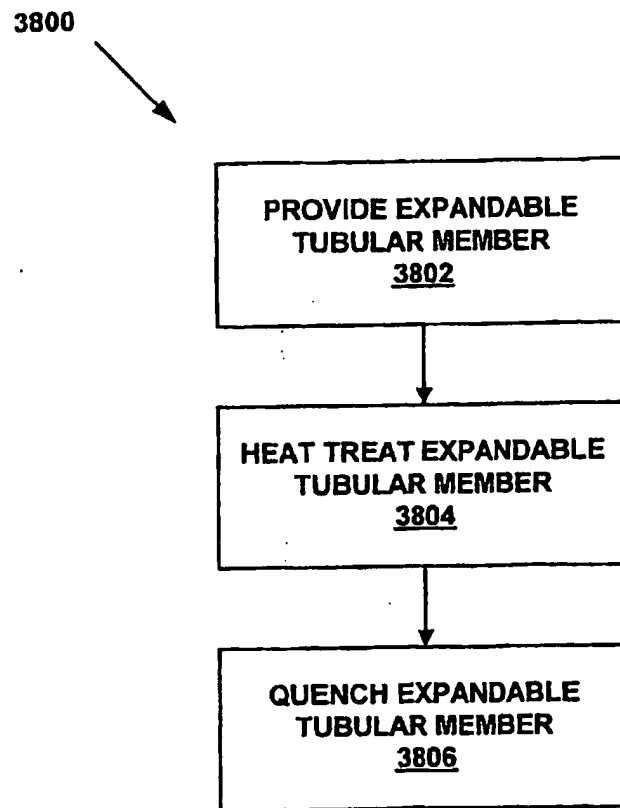 3800
PROVIDE EXPANDABLE
TUBULAR MEMBER
3802
HEAT TREAT EXPANDABLE
TUBULAR MEMBER
3804
QUENCH EXPANDABLE
TUBULAR MEMBER
3806